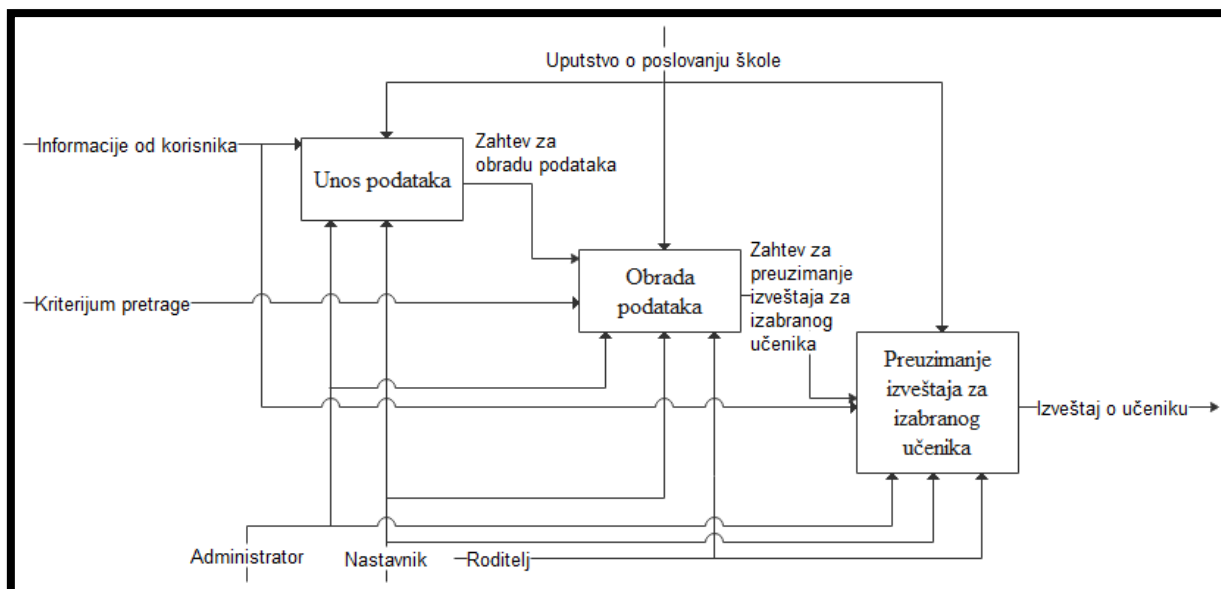 Uputstvo o poslovanju škole
Informacije od korisnika
Unos podataka
Zahtev za
obradu podataka
Kriterijum pretrage
Obrada
podataka
Zahtev za
preuzimanje
izveštaja za
izabranog
učenika
Preuzimanje
izveštaja za
izabranog
učenika
Izveštaj o učeniku
Administrator
Nastavnik
Roditelj